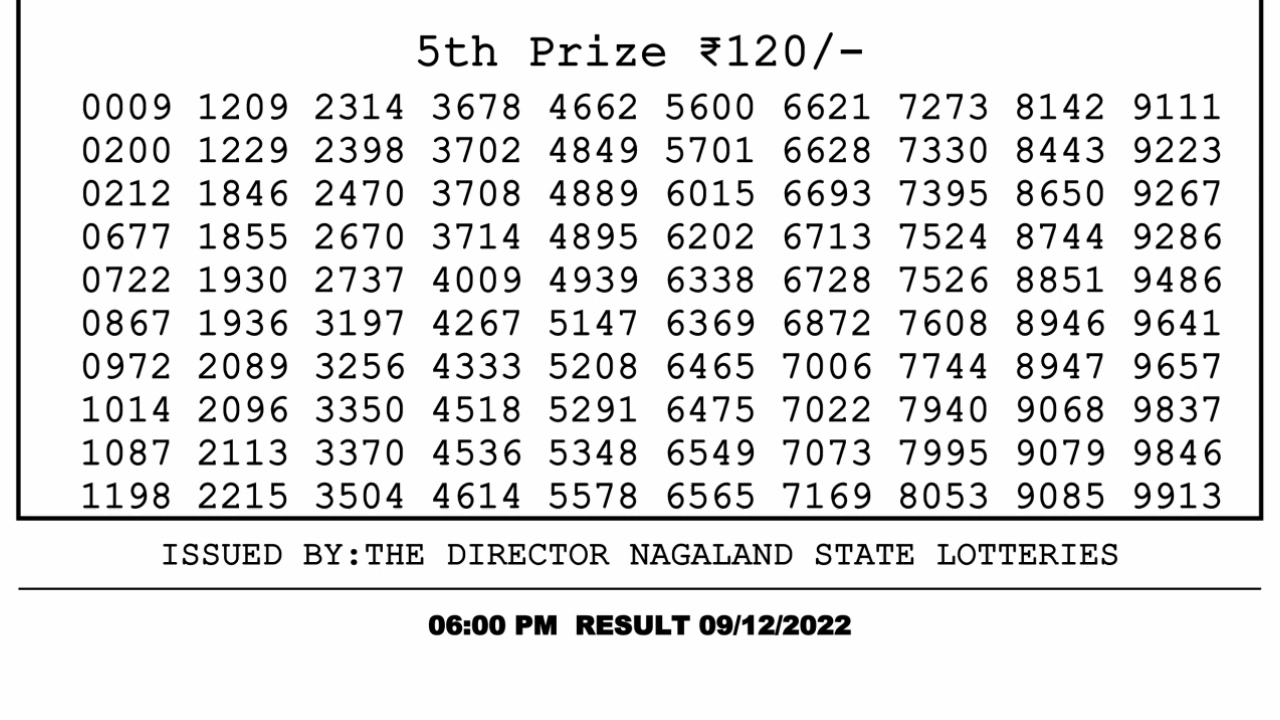 5th Prize ₹120/-
0009 1209 2314 3678 4662 5600 6621 7273 8142 9111
0200 1229 2398 3702 4849 5701 6628 7330 8443 9223
0212 1846 2470 3708 4889 6015 6693 7395 8650 9267
0677 1855 2670 3714 4895 6202 6713 7524 8744 9286
0722 1930 2737 4009 4939 6338 6728 7526 8851 9486
0867 1936 3197 4267 5147 6369 6872 7608 8946 9641
0972 2089 3256 4333 5208 6465 7006 7744 8947 9657
1014 2096 3350 4518 5291 6475 7022 7940 9068 9837
1087 2113 3370 4536 5348 6549 7073 7995 9079 9846
1198 2215 3504 4614 5578 6565 7169 8053 9085 9913
ISSUED BY:THE DIRECTOR NAGALAND STATE LOTTERIES
06:00 PM RESULT 09/12/2022